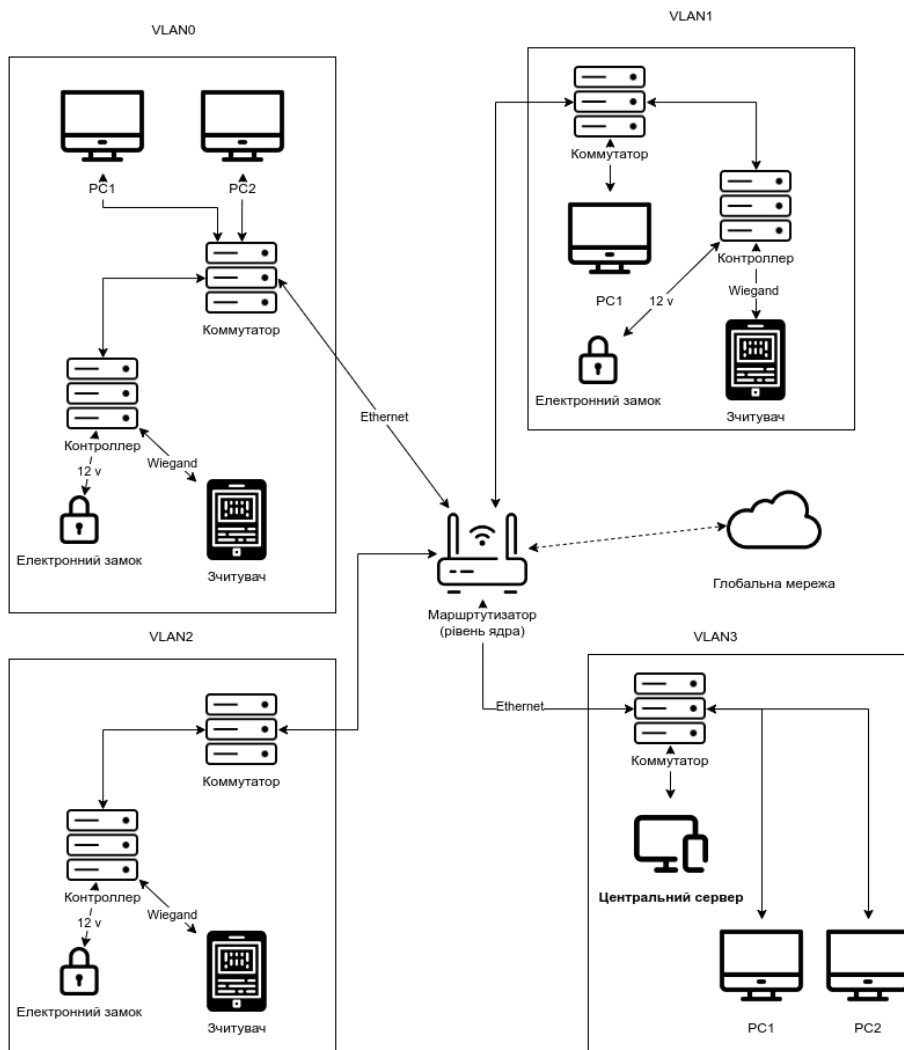 VLAN0
PC1
PC2
Коммутатор
Контроллер
12 v
Wiegand
Електронний замок
Зчитувач
VLAN1
Коммутатор
Контроллер
PC1
12 v
Wiegand
Електронний замок
Зчитувач
Ethernet
Глобальна мережа
Маршртутизатор
(рівень ядра)
VLAN2
Коммутатор
Контроллер
12 v
Wiegand
Електронний замок
Зчитувач
VLAN3
Ethernet
Коммутатор
Центральний сервер
PC1
PC2